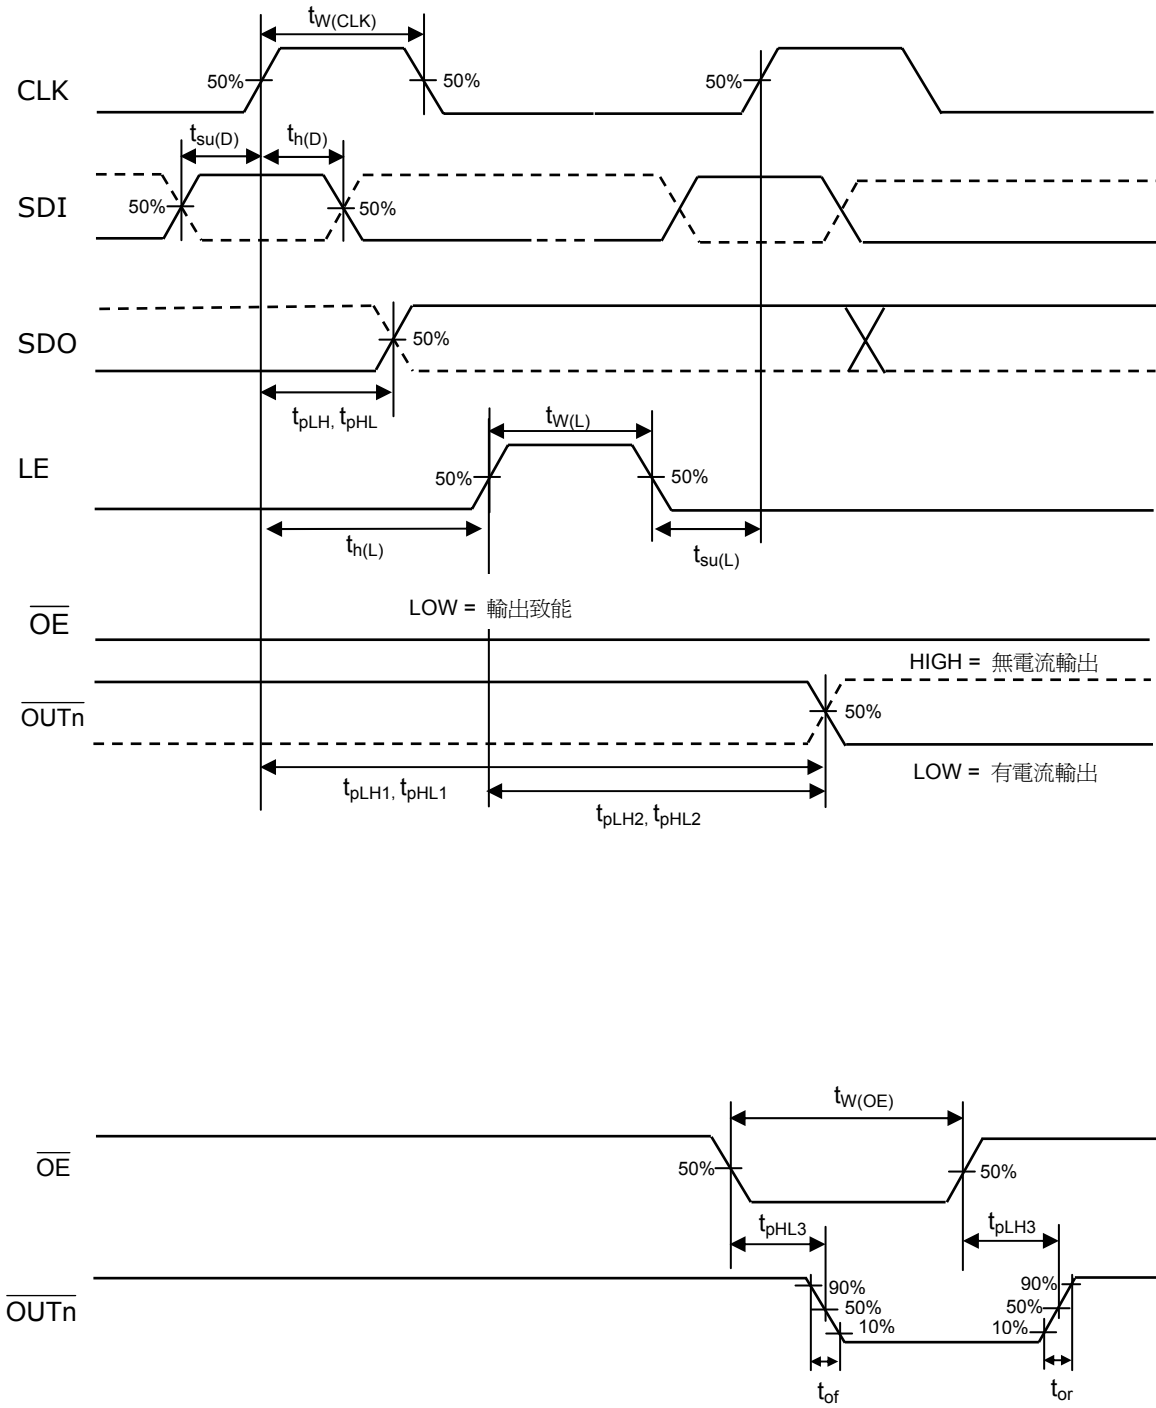 tW(CLK)
CLK
50%
50%
50%
tsu(D)
th(D)
SDI
50%
50%
SDO
50%
tpLH, tpHL
tW(L)
LE
50%
50%
th(L)
tsu(L)
LOW = 輸出致能
OE
HIGH = 無電流輸出
OUTn
50%
LOW = 有電流輸出
tpLH1, tpHL1
tpLH2, tpHL2
tW(OE)
OE
50%
50%
tpHL3
tpLH3
OUTn
90%
50%
10%
90%
50%
10%
tof
tor